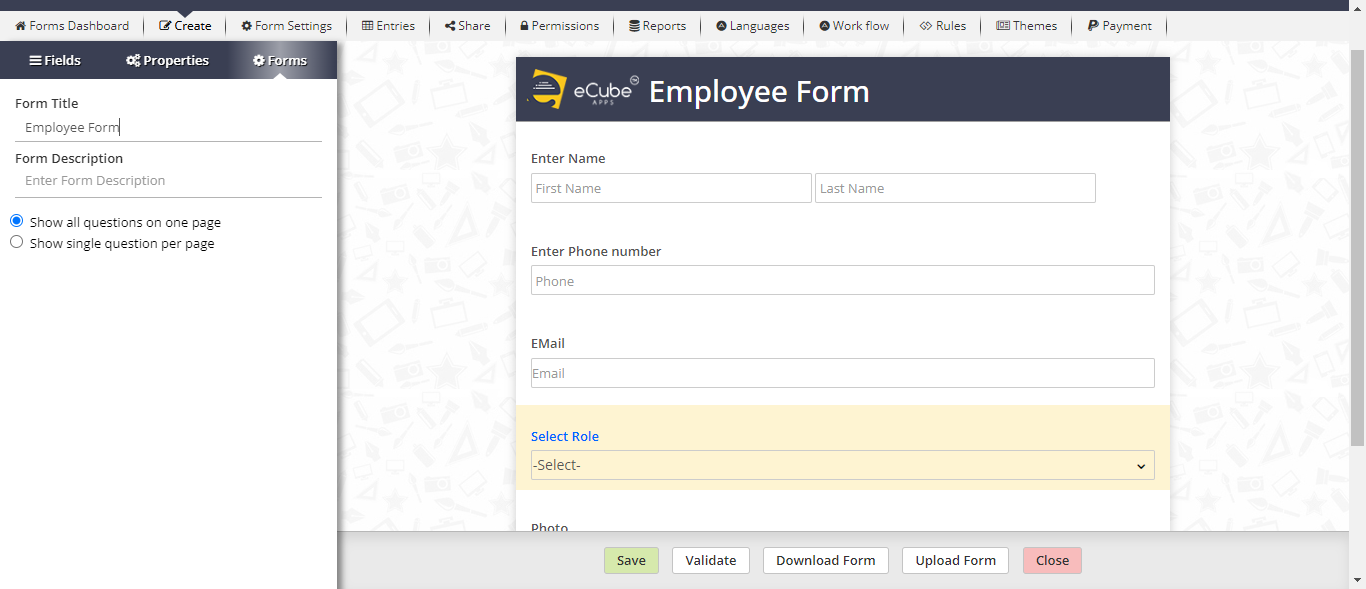 Forms Dashboard Create Form Settings Entries Share Permissions Reports Languages Work flow Rules Themes Payment
Fields Properties Forms
Form Title
Employee Form
Form Description
Enter Form Description
Show all questions on one page
Show single question per page
eCube TM
APPS
Employee Form
Enter Name
First Name Last Name
Enter Phone number
Phone
EMail
Email
Select Role
-Select-
Photo
Save Validate Download Form Upload Form Close